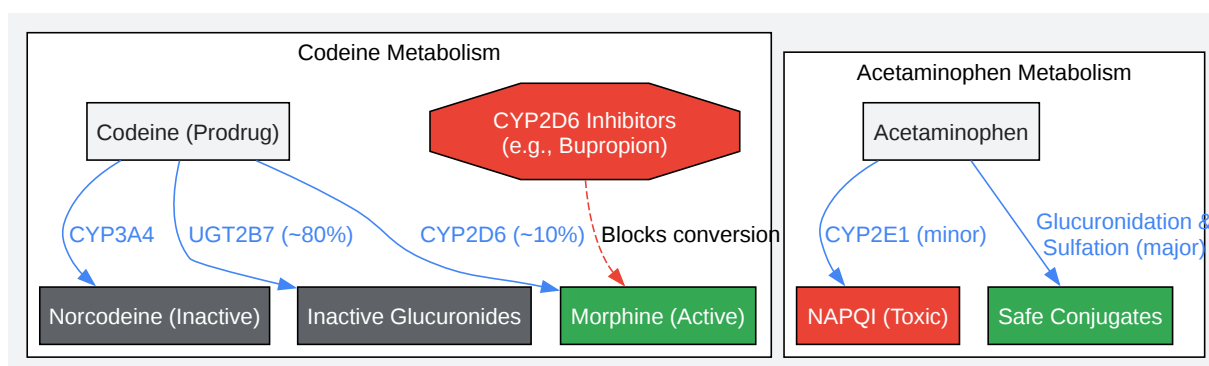 Codeine Metabolism
Codeine (Prodrug)
CYP2D6 Inhibitors
(e.g., Bupropion)
CYP3A4
UGT2B7 (~80%)
CYP2D6 (~10%)
Blocks conversion
Norcodeine (Inactive)
Inactive Glucuronides
Morphine (Active)
Acetaminophen Metabolism
Acetaminophen
CYP2E1 (minor)
Glucuronidation &
Sulfation (major)
NAPQI (Toxic)
Safe Conjugates